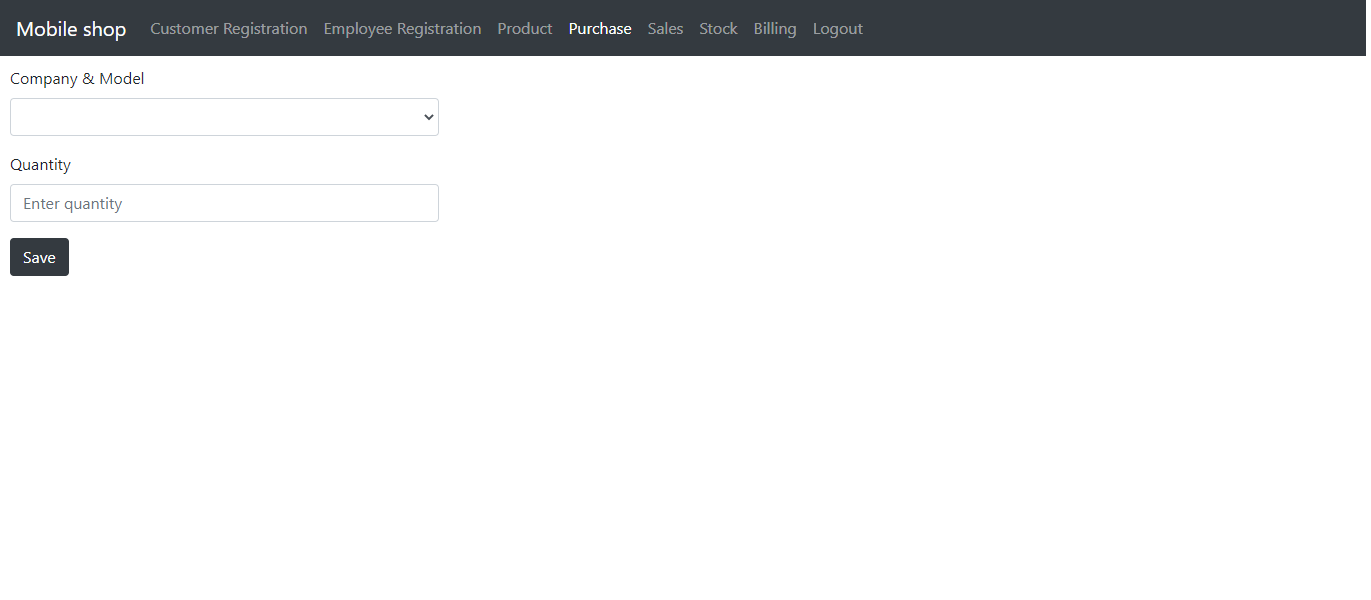 Mobile shop Customer Registration Employee Registration Product Purchase Sales Stock Billing Logout
Company & Model
Quantity
Enter quantity
Save